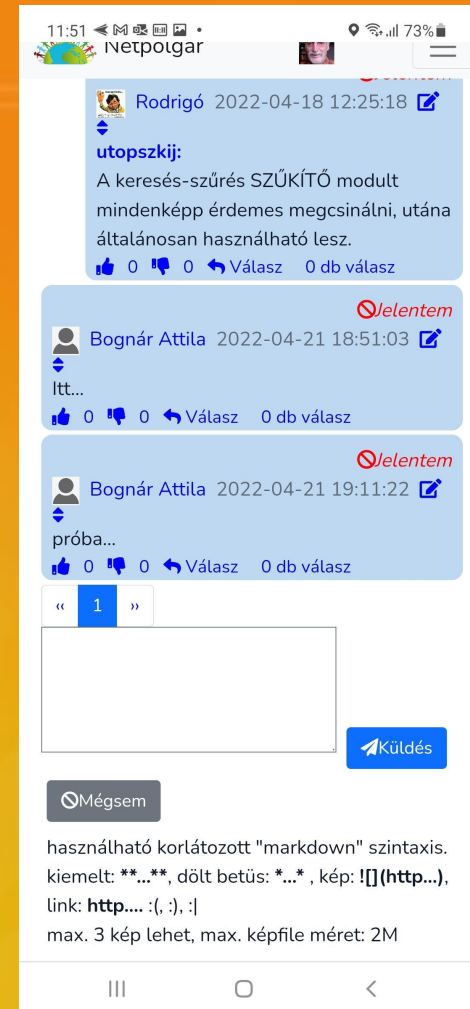 11:51 73%
Netpolgár
Jelentem
Rodrigó 2022-04-18 12:25:18
utopszkij:
A keresés-szűrés SZŰKÍTŐ modult
mindenképp érdemes megcsinálni, utána
általánosan használható lesz.
0 0 Válasz 0 db válasz
Jelentem
Bognár Attila 2022-04-21 18:51:03
Itt...
0 0 Válasz 0 db válasz
Jelentem
Bognár Attila 2022-04-21 19:11:22
próba...
0 0 Válasz 0 db válasz
‹‹ 1 ››
Küldés
Mégsem
használható korlátozott "markdown" szintaxis.
kiemelt: **...**, dölt betüs: *...* , kép: ![](http...),
link: http.... :(, :), :|
max. 3 kép lehet, max. képfile méret: 2M